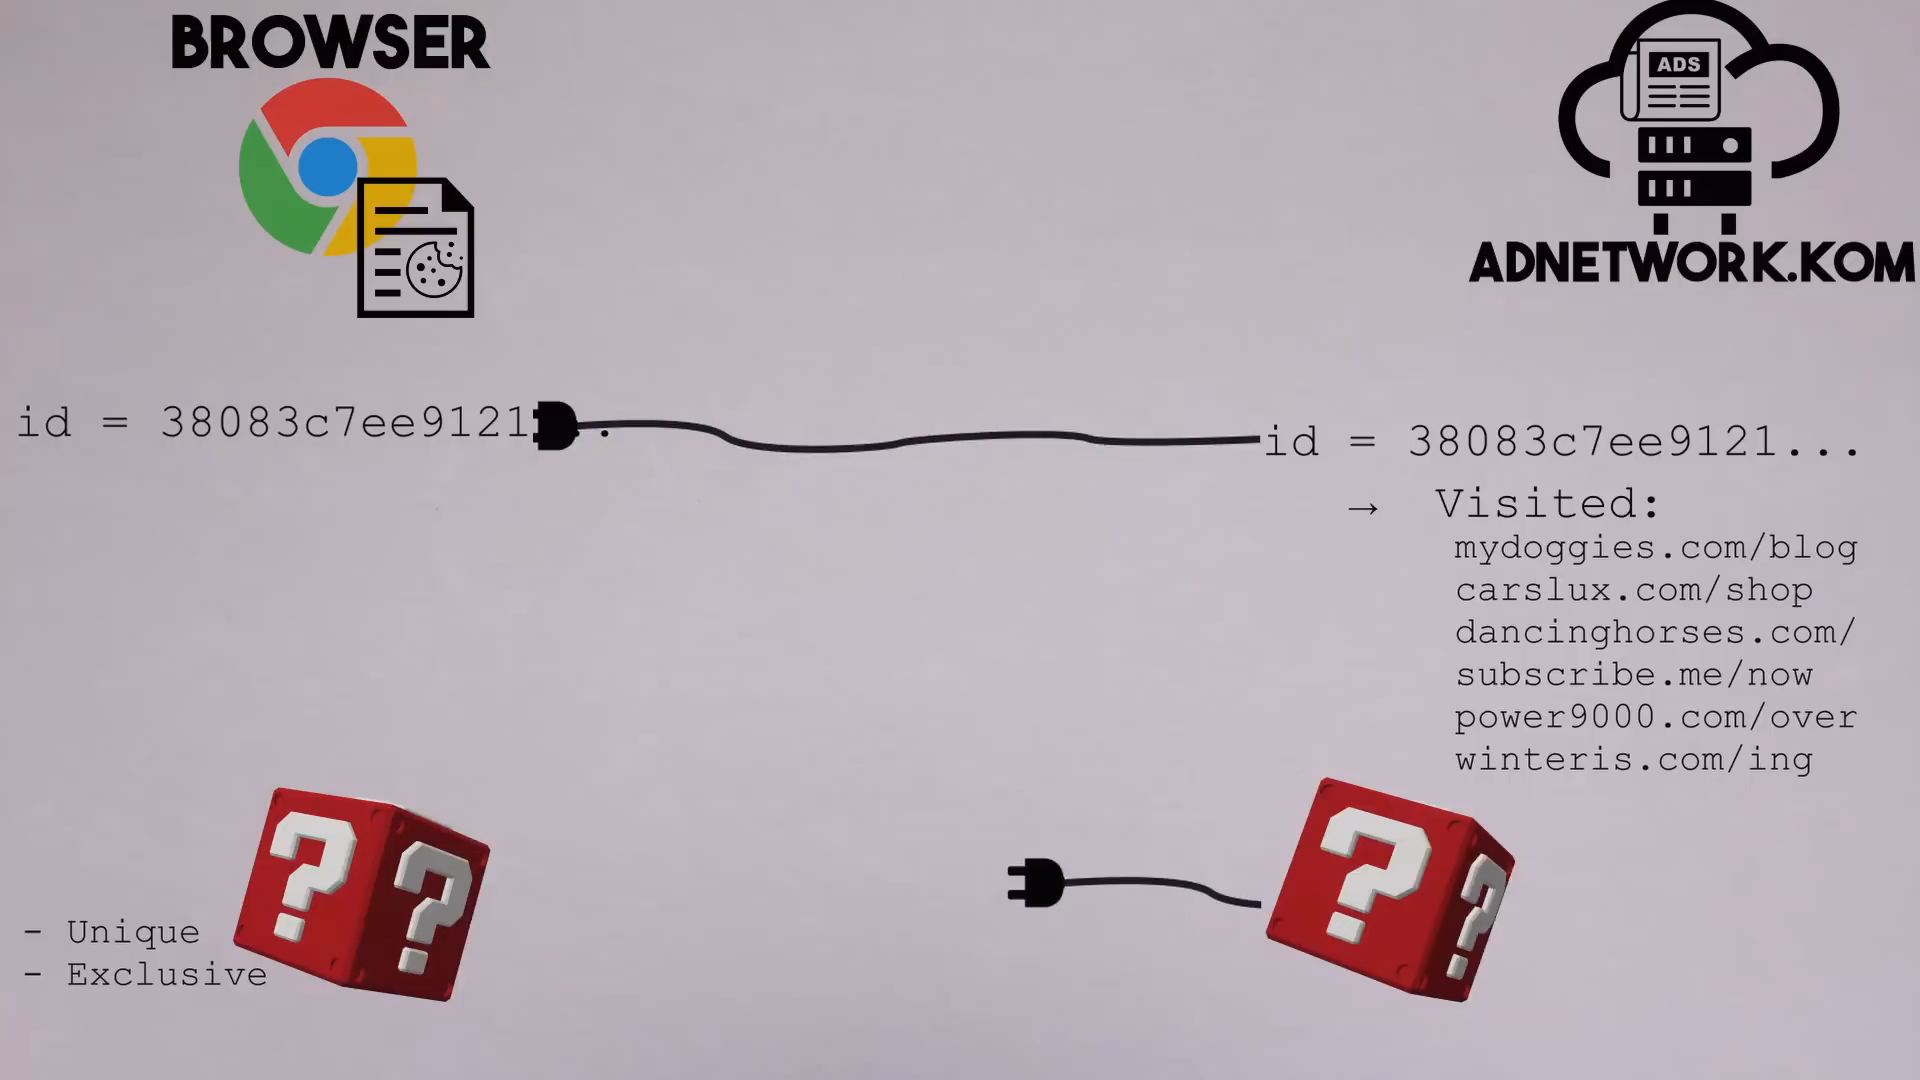 BROWSER
ADS
ADNETWORK.KOM
id = 38083c7ee9121..
id = 38083c7ee9121...
→ Visited:
mydoggies.com/blog
carslux.com/shop
dancinghorses.com/
subscribe.me/now
power9000.com/over
winteris.com/ing
? ?
? ?
- Unique
- Exclusive